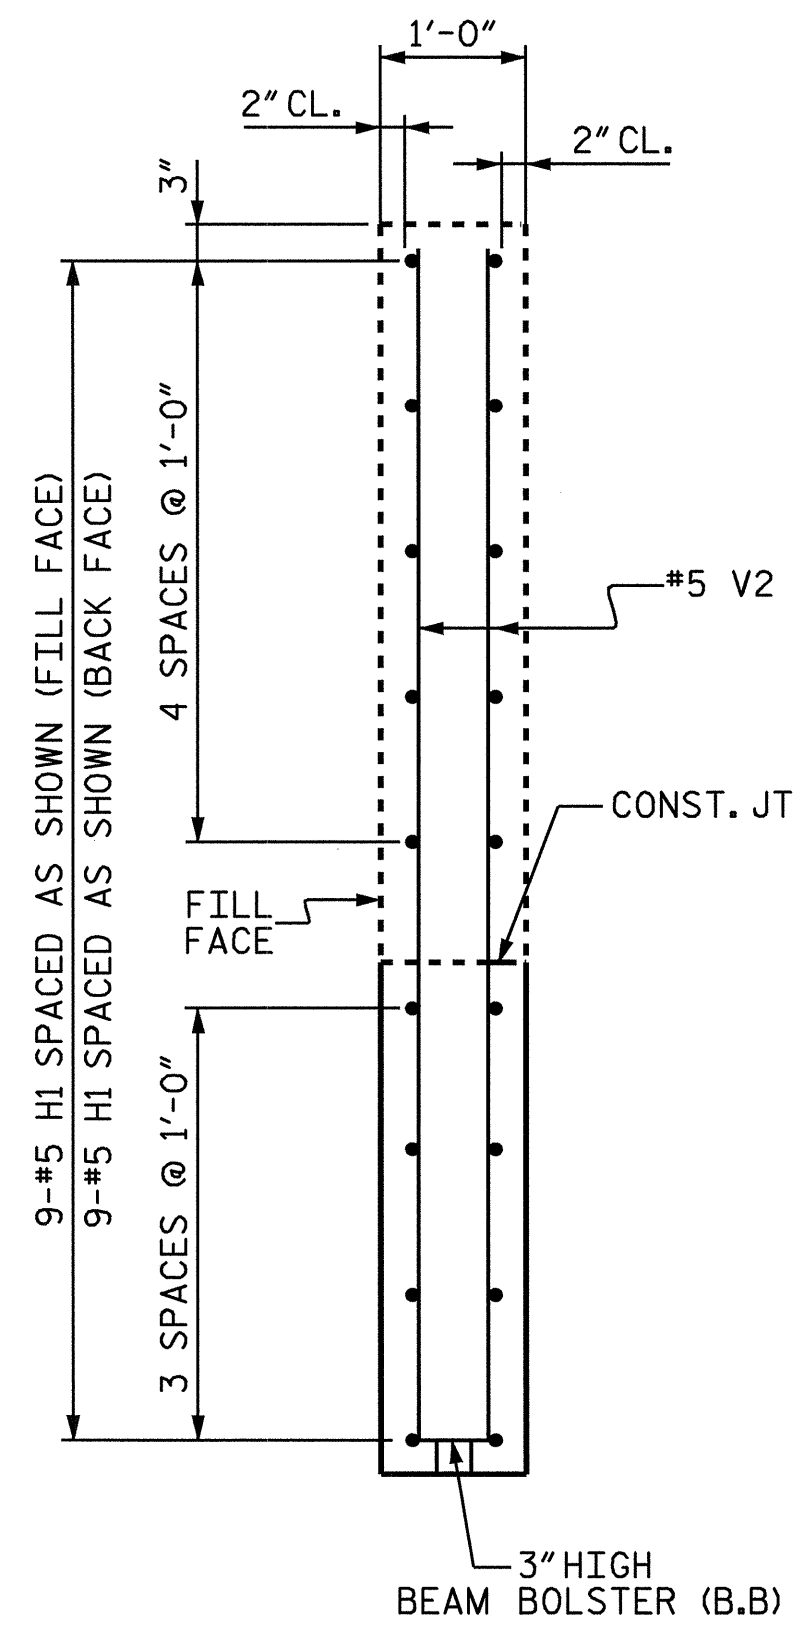 1'-0"
2" CL.
2" CL.
3"
4 SPACES @ 1'-0"
9-#5 H1 SPACED AS SHOWN (FILL FACE)
9-#5 H1 SPACED AS SHOWN (BACK FACE)
#5 V2
CONST. JT
FILL
FACE
3 SPACES @ 1'-0"
3" HIGH
BEAM BOLSTER (B.B)